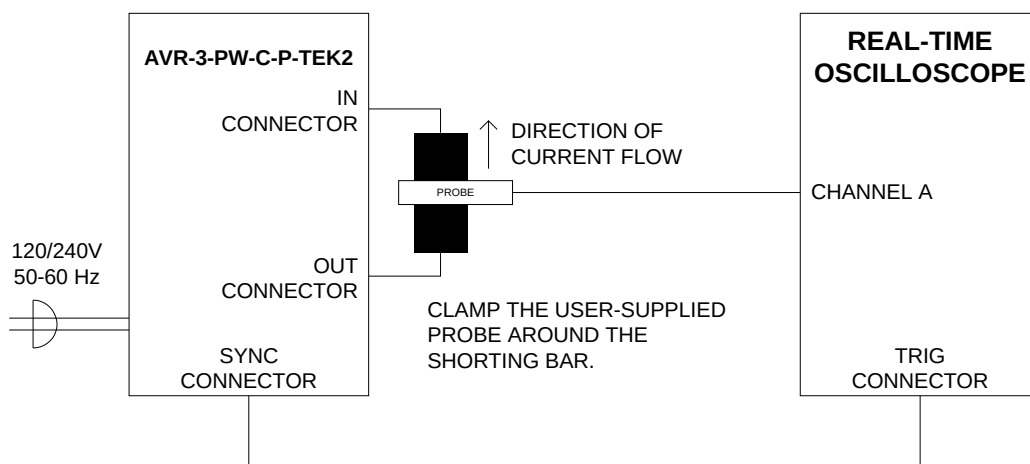 AVR-3-PW-C-P-TEK2
IN
CONNECTOR
OUT
CONNECTOR
SYNC
CONNECTOR
120/240V
50-60 Hz
DIRECTION OF
CURRENT FLOW
PROBE
CLAMP THE USER-SUPPLIED
PROBE AROUND THE
SHORTING BAR.
REAL-TIME
OSCILLOSCOPE
CHANNEL A
TRIG
CONNECTOR